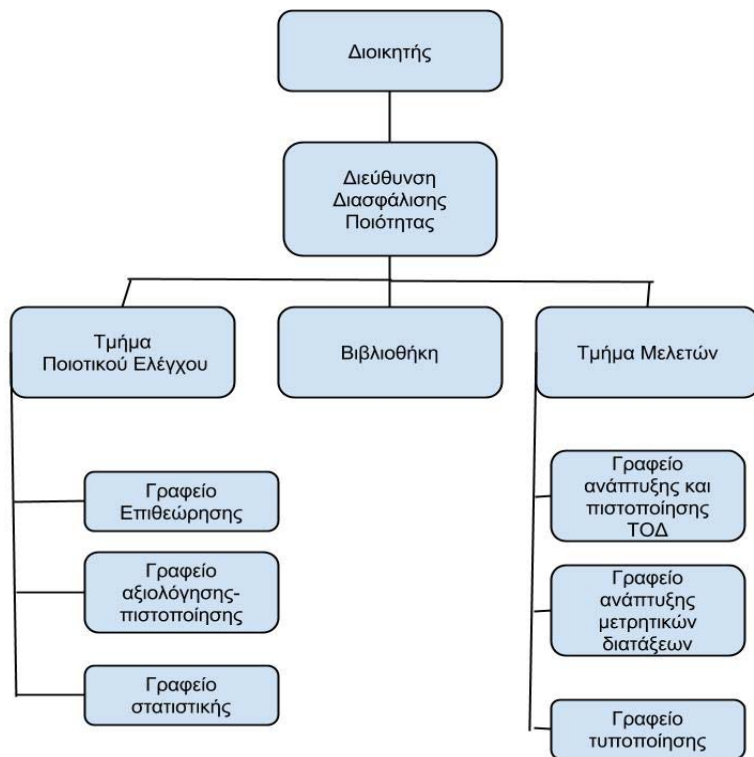 Διοικητής
Διεύθυνση
Διασφάλισης
Ποιότητας
Τμήμα
Ποιοτικού Ελέγχου
Βιβλιοθήκη
Τμήμα Μελετών
Γραφείο
Επιθεώρησης
Γραφείο
αξιολόγησης-
πιστοποίησης
Γραφείο
στατιστικής
Γραφείο
ανάπτυξης και
πιστοποίησης
ΤΟΔ
Γραφείο
ανάπτυξης
μετρητικών
διατάξεων
Γραφείο
τυποποίησης